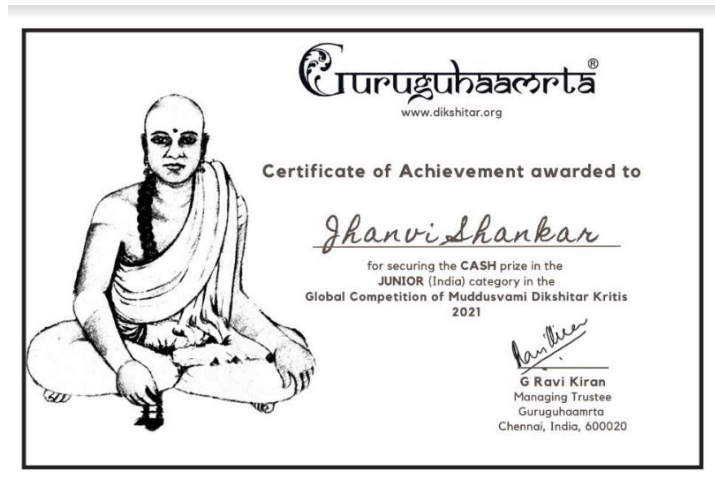 Guruguhaamrta®
www.dikshitar.org
Certificate of Achievement awarded to
Jhanvi Shankar
for securing the CASH prize in the
JUNIOR (India) category in the
Global Competition of Muddusvami Dikshitar Kritis
2021
G Ravi Kiran
Managing Trustee
Guruguhaamrta
Chennai, India, 600020